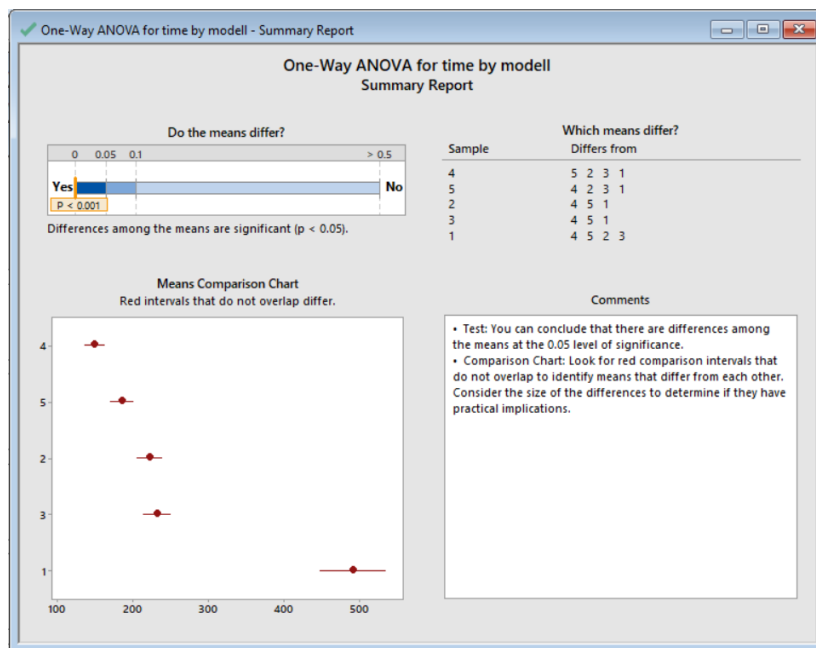 One-Way ANOVA for time by modell - Summary Report
One-Way ANOVA for time by modell
Summary Report
Do the means differ?
0 0.05 0.1 > 0.5
Yes No
P < 0.001
Differences among the means are significant (p < 0.05).
Which means differ?
Sample Differs from
4 5 2 3 1
5 4 2 3 1
2 4 5 1
3 4 5 1
1 4 5 2 3
Means Comparison Chart
Red intervals that do not overlap differ.
4
5
2
3
1
100 200 300 400 500
Comments
• Test: You can conclude that there are differences among
the means at the 0.05 level of significance.
• Comparison Chart: Look for red comparison intervals that
do not overlap to identify means that differ from each other.
Consider the size of the differences to determine if they have
practical implications.